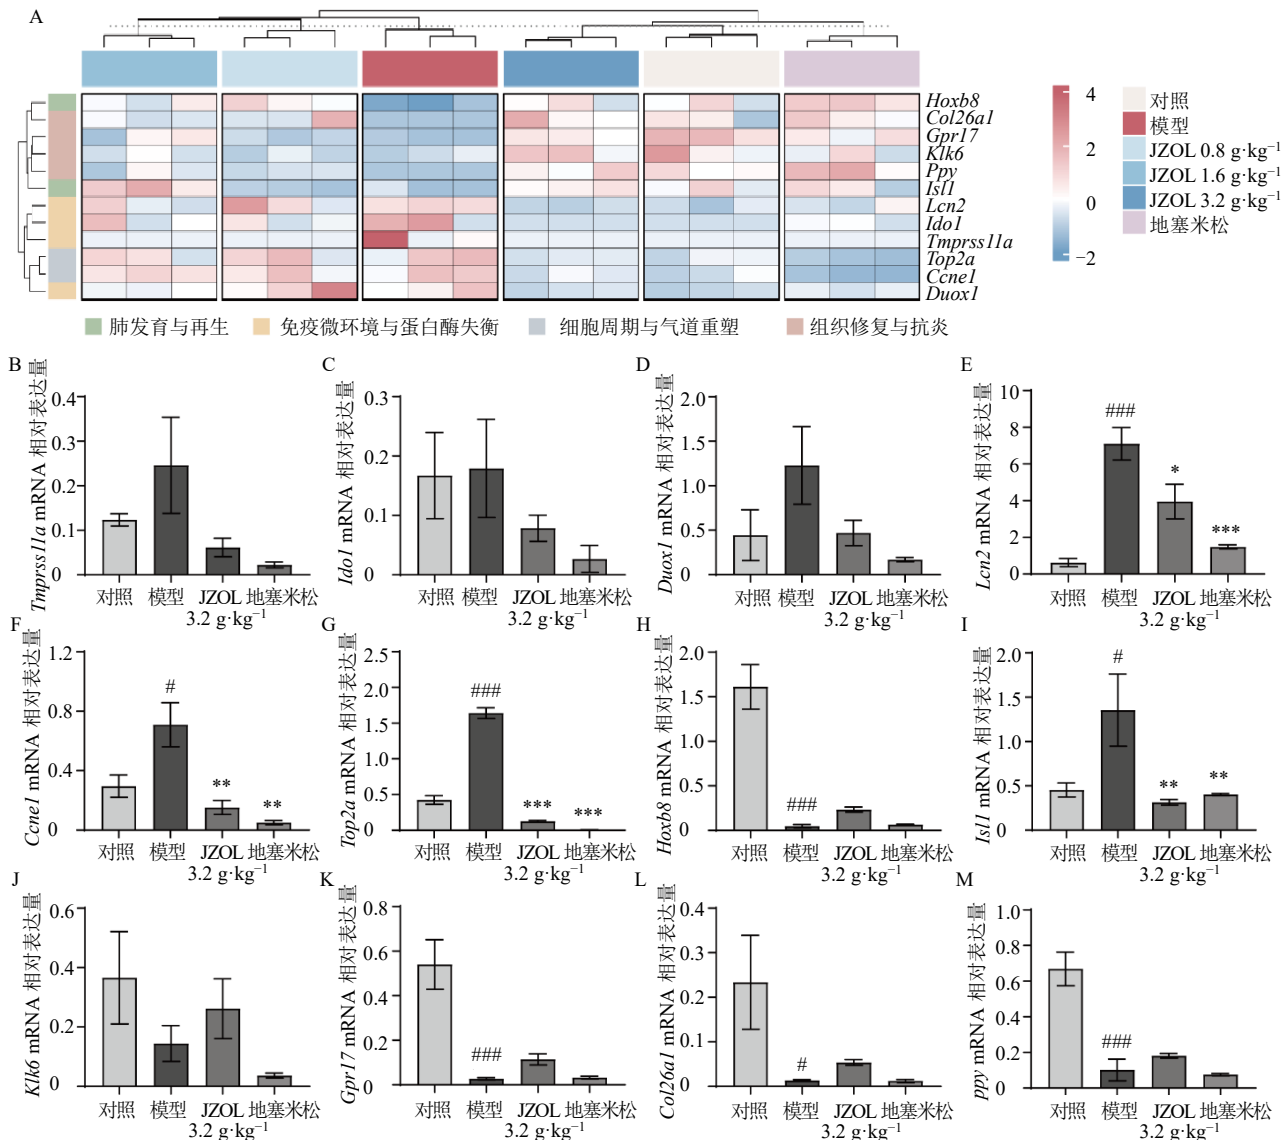 A
Hoxb8
Col26a1
Gpr17
Klk6
Ppy
Isl1
Lcn2
Ido1
Tmprss11a
Top2a
Ccne1
Duox1
4
2
0
−2
对照
模型
JZOL 0.8 g·kg⁻¹
JZOL 1.6 g·kg⁻¹
JZOL 3.2 g·kg⁻¹
地塞米松
肺发育与再生
免疫微环境与蛋白酶失衡
细胞周期与气道重塑
组织修复与抗炎
B
Tmprss11a mRNA 相对表达量
0.4
0.3
0.2
0.1
0
对照 模型 JZOL 地塞米松
3.2 g·kg⁻¹
C
Ido1 mRNA 相对表达量
0.3
0.2
0.1
0
对照 模型 JZOL 地塞米松
3.2 g·kg⁻¹
D
Duox1 mRNA 相对表达量
2.0
1.5
1.0
0.5
0
对照 模型 JZOL 地塞米松
3.2 g·kg⁻¹
E
Lcn2 mRNA 相对表达量
10
8
6
4
2
0
###
*
***
对照 模型 JZOL 地塞米松
3.2 g·kg⁻¹
F
Ccne1 mRNA 相对表达量
1.2
0.8
0.4
0
#
**
**
对照 模型 JZOL 地塞米松
3.2 g·kg⁻¹
G
Top2a mRNA 相对表达量
2.5
2.0
1.5
1.0
0.5
0
###
***
***
对照 模型 JZOL 地塞米松
3.2 g·kg⁻¹
H
Hoxb8 mRNA 相对表达量
2.0
1.5
1.0
0.5
0
###
对照 模型 JZOL 地塞米松
3.2 g·kg⁻¹
I
Isl1 mRNA 相对表达量
2.0
1.5
1.0
0.5
0
#
**
**
对照 模型 JZOL 地塞米松
3.2 g·kg⁻¹
J
Klk6 mRNA 相对表达量
0.6
0.4
0.2
0
对照 模型 JZOL 地塞米松
3.2 g·kg⁻¹
K
Gpr17 mRNA 相对表达量
0.8
0.6
0.4
0.2
0
###
对照 模型 JZOL 地塞米松
3.2 g·kg⁻¹
L
Col26a1 mRNA 相对表达量
0.4
0.3
0.2
0.1
0
#
对照 模型 JZOL 地塞米松
3.2 g·kg⁻¹
M
ppy mRNA 相对表达量
1.0
0.8
0.6
0.4
0.2
0
###
对照 模型 JZOL 地塞米松
3.2 g·kg⁻¹